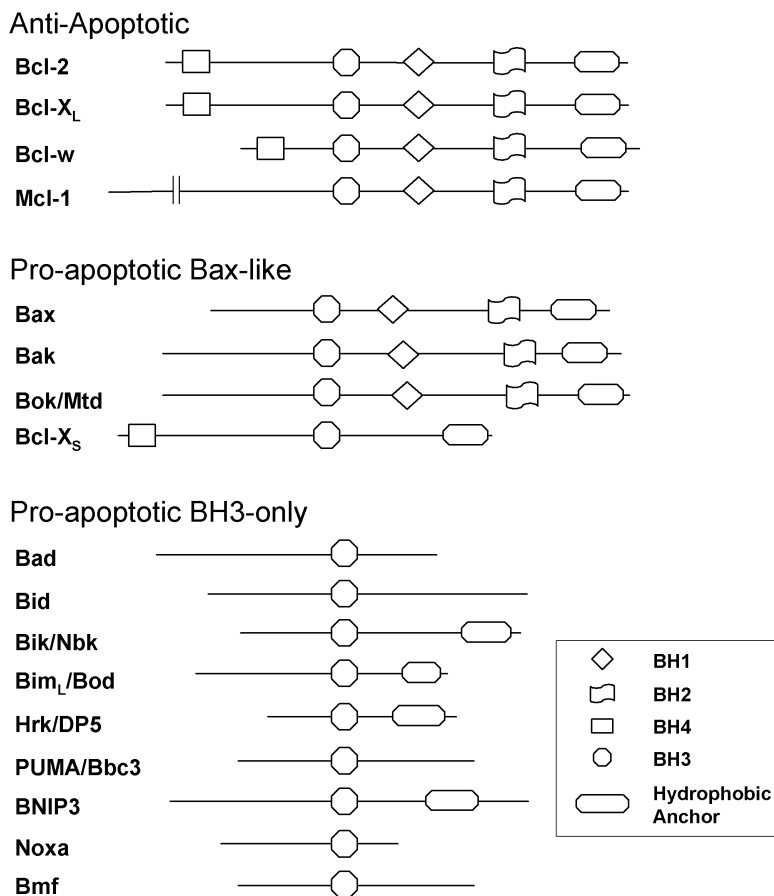 Anti-Apoptotic
Bcl-2
Bcl-XL
Bcl-w
Mcl-1
Pro-apoptotic Bax-like
Bax
Bak
Bok/Mtd
Bcl-XS
Pro-apoptotic BH3-only
Bad
Bid
Bik/Nbk
BimL/Bod
Hrk/DP5
PUMA/Bbc3
BNIP3
Noxa
Bmf
BH1
BH2
BH4
BH3
Hydrophobic
Anchor